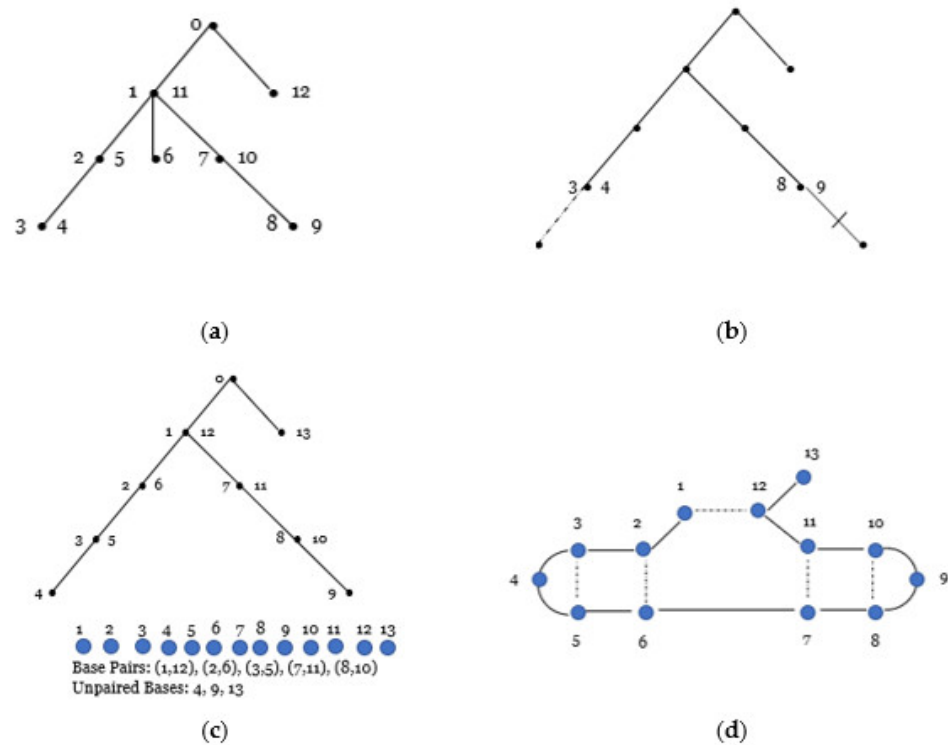 0
1 11 12
2 5 6 7 10
3 4 8 9
(a)
3 4 8 9
(b)
0
1 12 13
2 6 7 11
3 5 8 10
4 9
1 2 3 4 5 6 7 8 9 10 11 12 13
Base Pairs: (1,12), (2,6), (3,5), (7,11), (8,10)
Unpaired Bases: 4, 9, 13
(c)
13
1 12
3 2 11 10
4 9
5 6 7 8
(d)